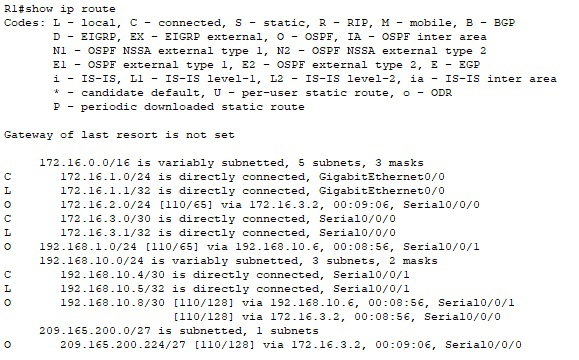 R1#show ip route
Codes: L - local, C - connected, S - static, R - RIP, M - mobile, B - BGP
D - EIGRP, EX - EIGRP external, O - OSPF, IA - OSPF inter area
N1 - OSPF NSSA external type 1, N2 - OSPF NSSA external type 2
E1 - OSPF external type 1, E2 - OSPF external type 2, E - EGP
i - IS-IS, L1 - IS-IS level-1, L2 - IS-IS level-2, ia - IS-IS inter area
* - candidate default, U - per-user static route, o - ODR
P - periodic downloaded static route
Gateway of last resort is not set
172.16.0.0/16 is variably subnetted, 5 subnets, 3 masks
C 172.16.1.0/24 is directly connected, GigabitEthernet0/0
L 172.16.1.1/32 is directly connected, GigabitEthernet0/0
O 172.16.2.0/24 [110/65] via 172.16.3.2, 00:09:06, Serial0/0/0
C 172.16.3.0/30 is directly connected, Serial0/0/0
L 172.16.3.1/32 is directly connected, Serial0/0/0
O 192.168.1.0/24 [110/65] via 192.168.10.6, 00:08:56, Serial0/0/1
192.168.10.0/24 is variably subnetted, 3 subnets, 2 masks
C 192.168.10.4/30 is directly connected, Serial0/0/1
L 192.168.10.5/32 is directly connected, Serial0/0/1
O 192.168.10.8/30 [110/128] via 192.168.10.6, 00:08:56, Serial0/0/1
[110/128] via 172.16.3.2, 00:08:56, Serial0/0/0
209.165.200.0/27 is subnetted, 1 subnets
O 209.165.200.224/27 [110/128] via 172.16.3.2, 00:09:06, Serial0/0/0